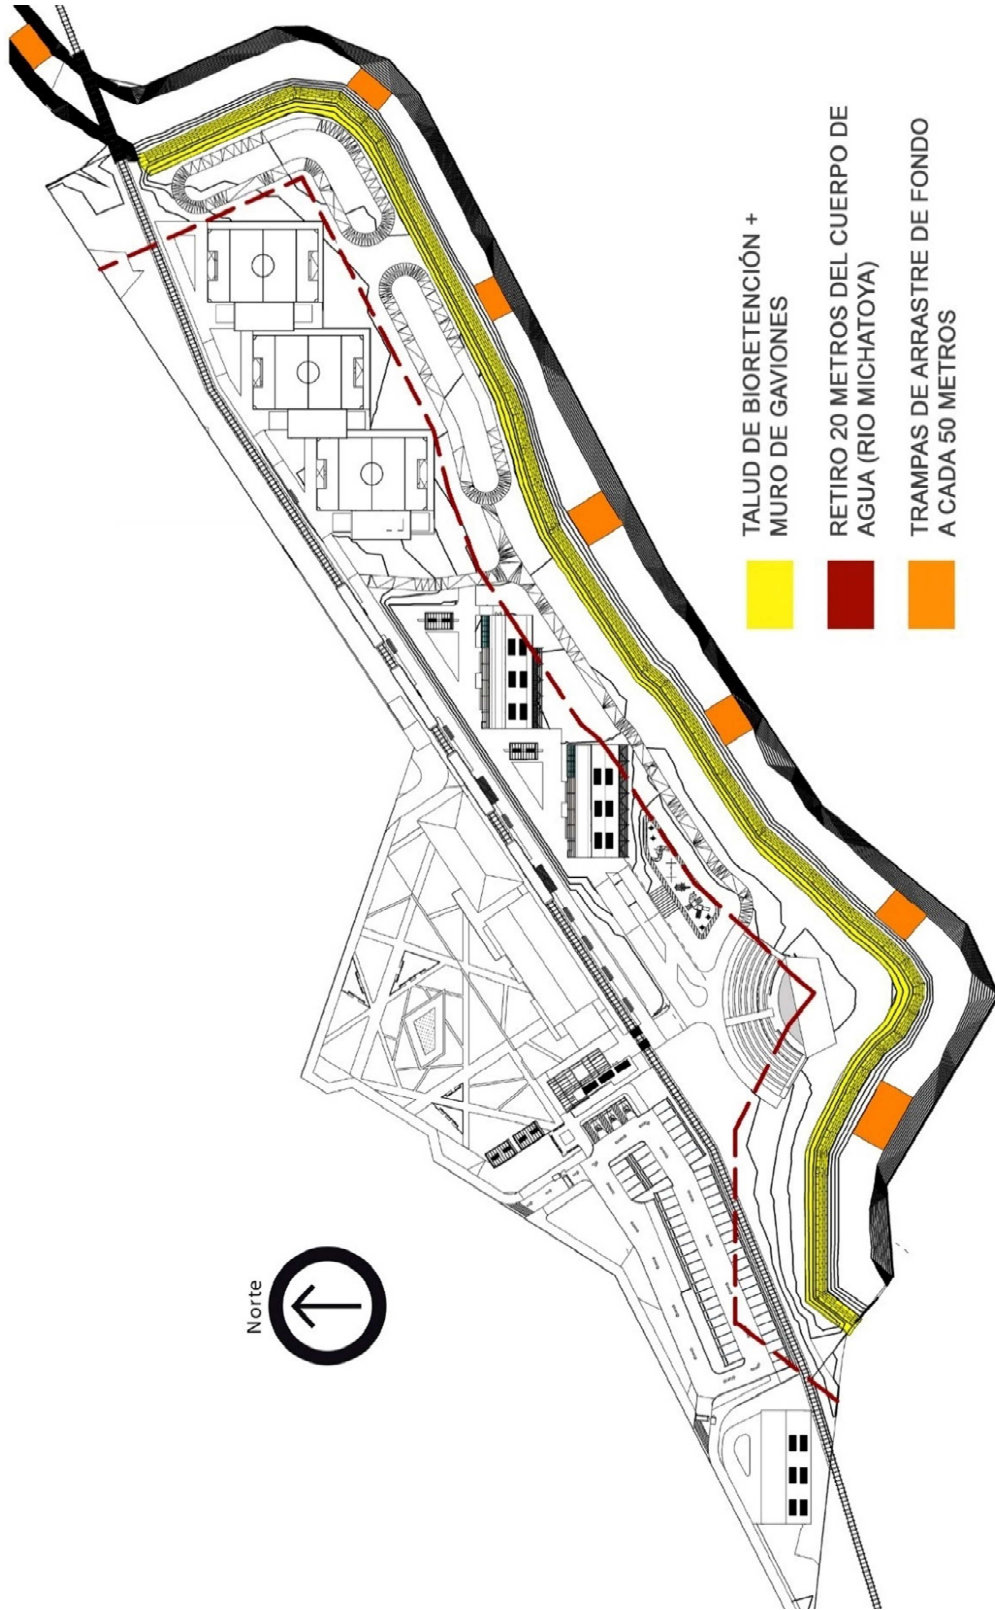 Norte
TALUD DE BIORETENCIÓN +
MURO DE GAVIONES
RETIRO 20 METROS DEL CUERPO DE
AGUA (RIO MICHATOYA)
TRAMPAS DE ARRASTRE DE FONDO
A CADA 50 METROS